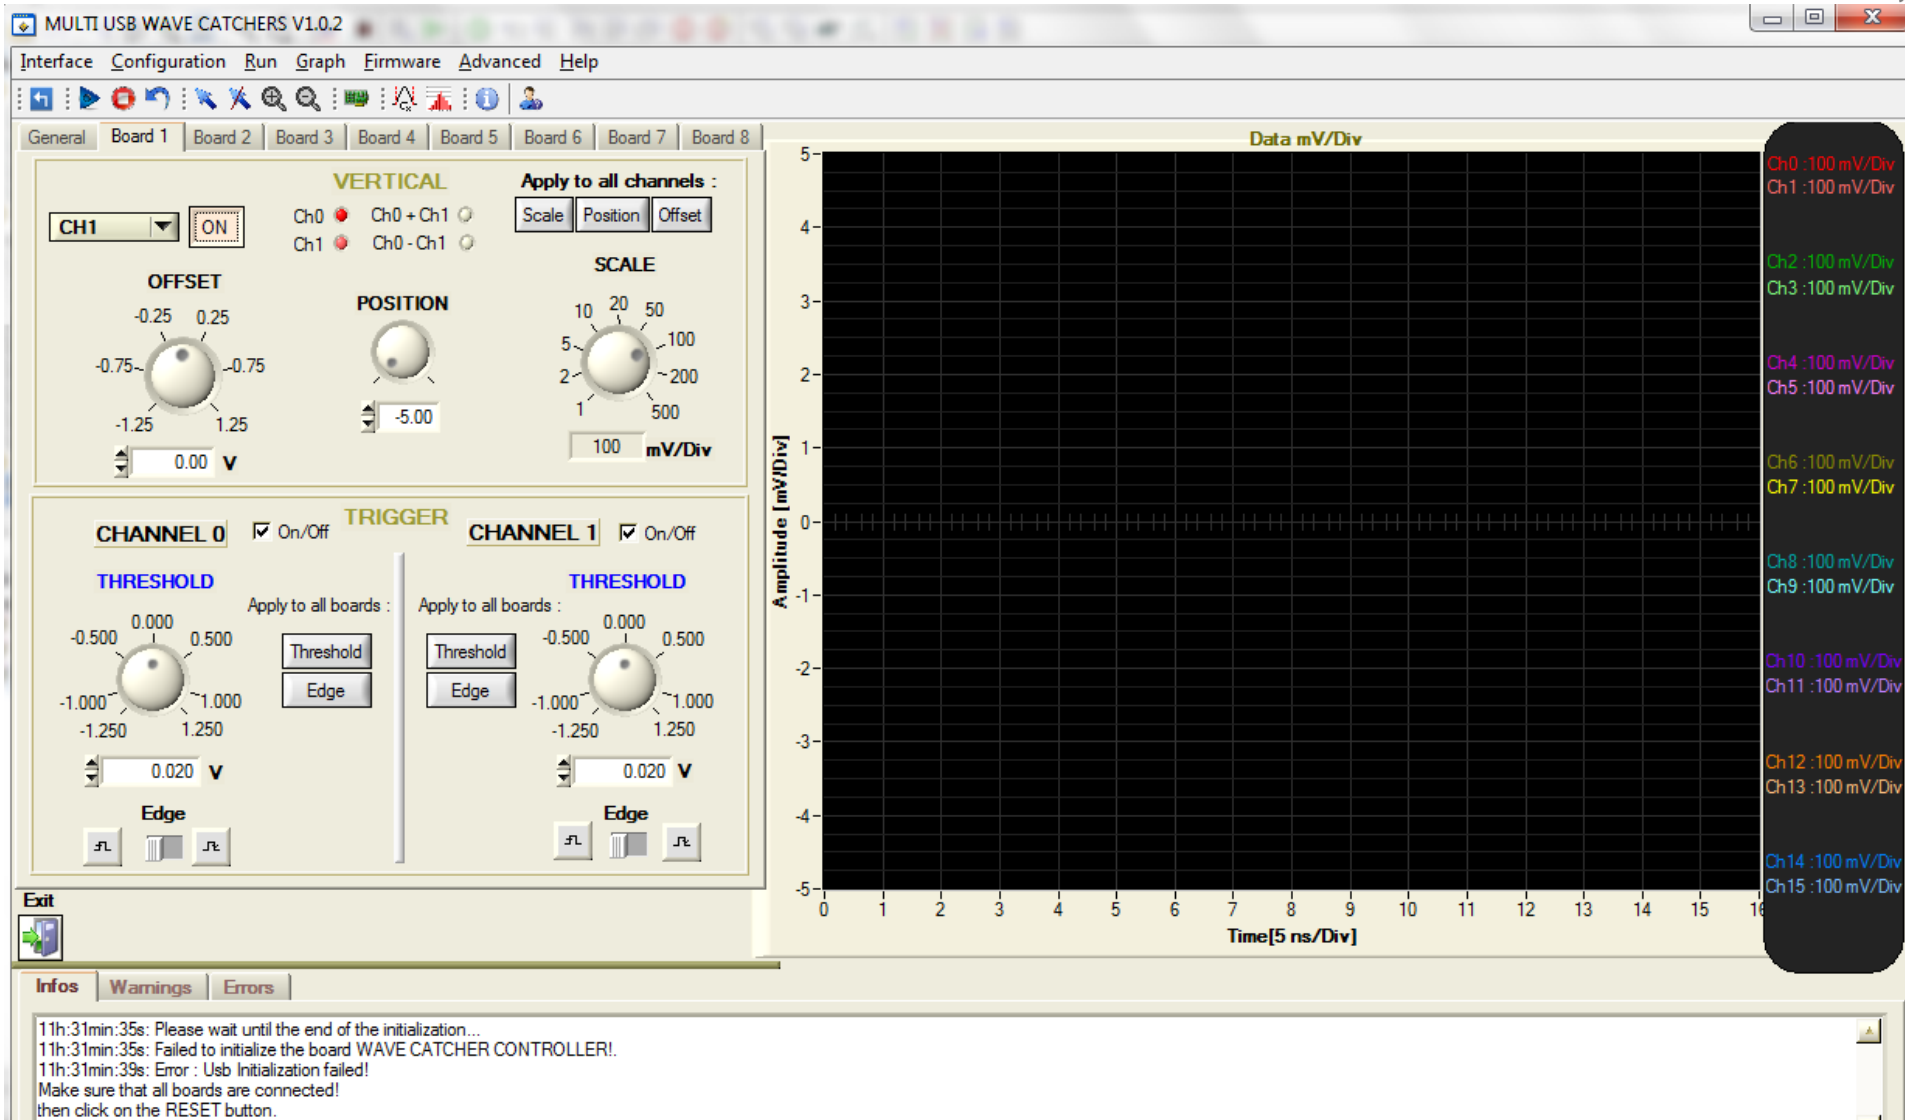 MULTI USB WAVE CATCHERS V1.0.2
Interface Configuration Run Graph Firmware Advanced Help
General Board 1 Board 2 Board 3 Board 4 Board 5 Board 6 Board 7 Board 8
VERTICAL
Apply to all channels :
CH1 ON
Ch0 Ch0 + Ch1
Ch1 Ch0 - Ch1
Scale Position Offset
OFFSET
-0.25 0.25
-0.75 -0.75
-1.25 1.25
0.00 V
POSITION
-5.00
SCALE
10 20 50
5 100
2 200
1 500
100 mV/Div
TRIGGER
CHANNEL 0 On/Off
THRESHOLD
0.000
-0.500 0.500
-1.000 1.000
-1.250 1.250
0.020 V
Edge
Apply to all boards :
Threshold
Edge
CHANNEL 1 On/Off
Apply to all boards :
Threshold
Edge
THRESHOLD
0.000
-0.500 0.500
-1.000 1.000
-1.250 1.250
0.020 V
Edge
Exit
Data mV/Div
Amplitude [mV/Div]
5
4
3
2
1
0
-1
-2
-3
-4
-5
0 1 2 3 4 5 6 7 8 9 10 11 12 13 14 15 16
Time[5 ns/Div]
Ch0 :100 mV/Div
Ch1 :100 mV/Div
Ch2 :100 mV/Div
Ch3 :100 mV/Div
Ch4 :100 mV/Div
Ch5 :100 mV/Div
Ch6 :100 mV/Div
Ch7 :100 mV/Div
Ch8 :100 mV/Div
Ch9 :100 mV/Div
Ch10 :100 mV/Div
Ch11 :100 mV/Div
Ch12 :100 mV/Div
Ch13 :100 mV/Div
Ch14 :100 mV/Div
Ch15 :100 mV/Div
Infos Warnings Errors
11h:31min:35s: Please wait until the end of the initialization...
11h:31min:35s: Failed to initialize the board WAVE CATCHER CONTROLLER!.
11h:31min:39s: Error : Usb Initialization failed!
Make sure that all boards are connected!
then click on the RESET button.